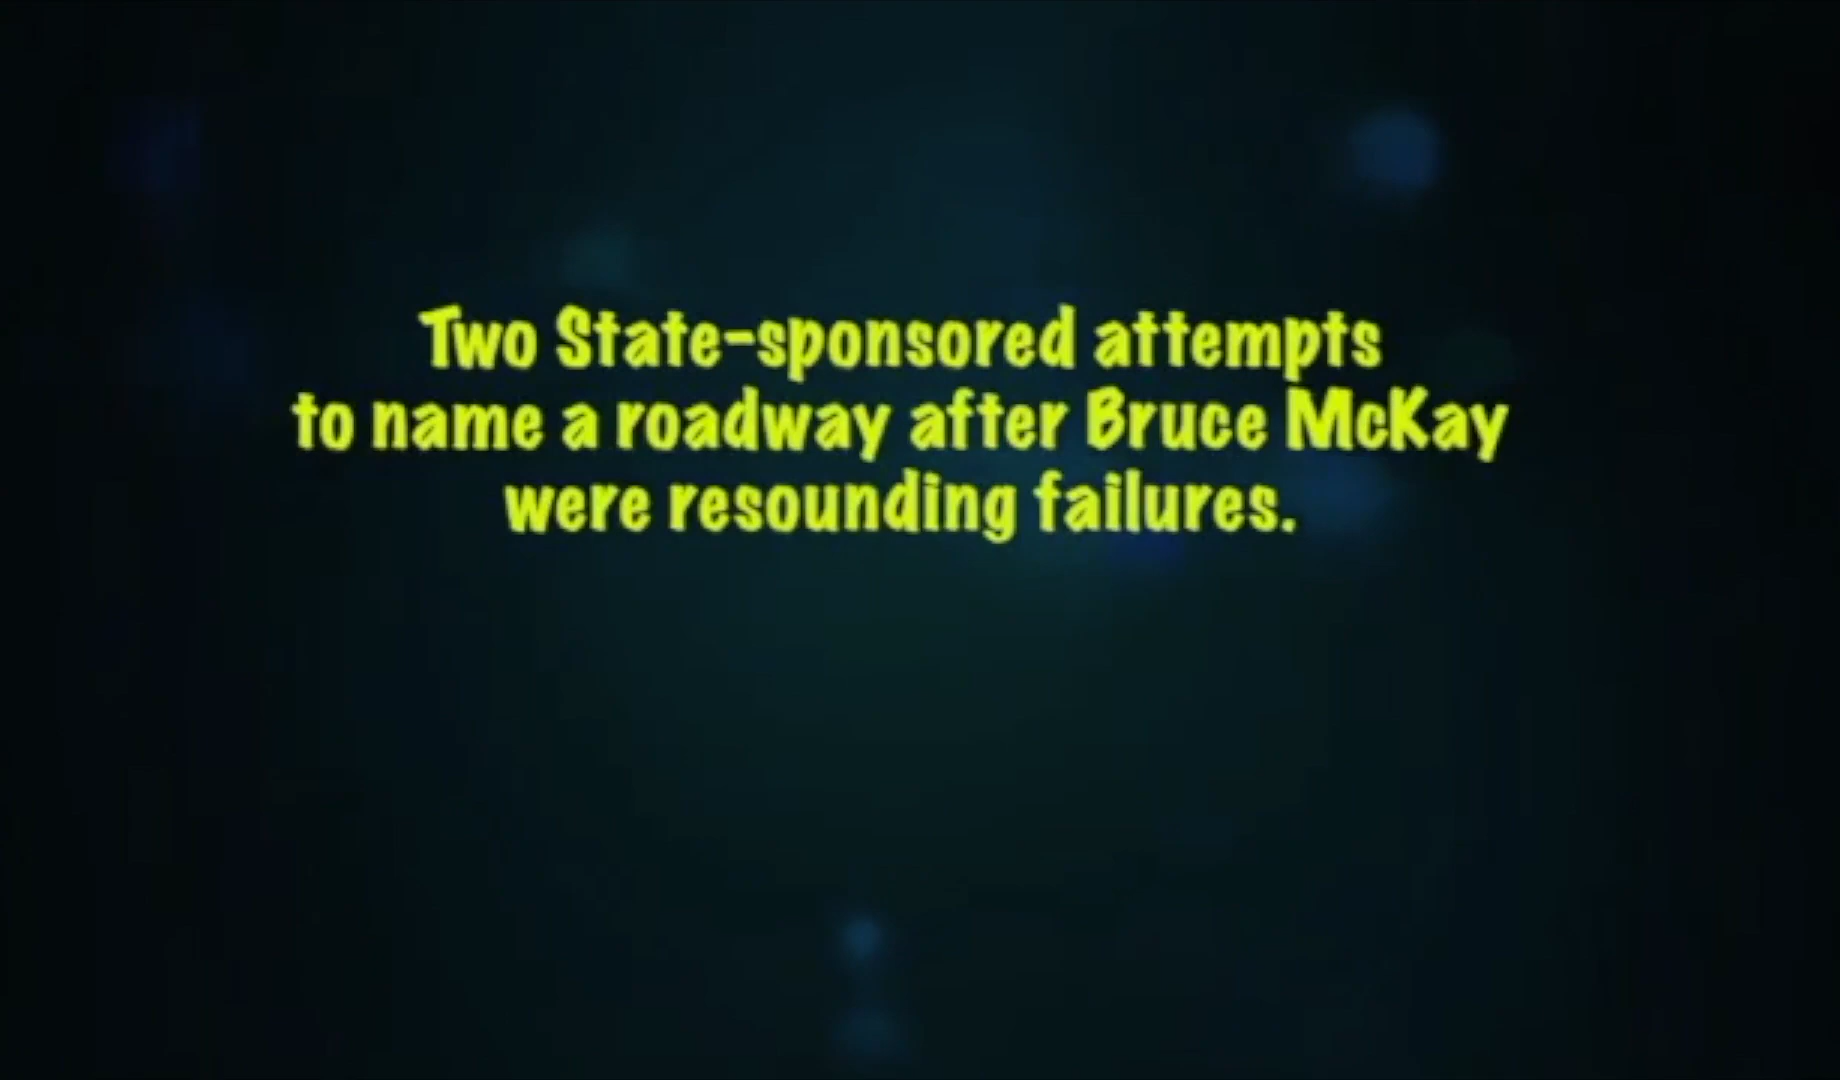 Two State-sponsored attempts
to name a roadway after Bruce McKay
were resounding failures.